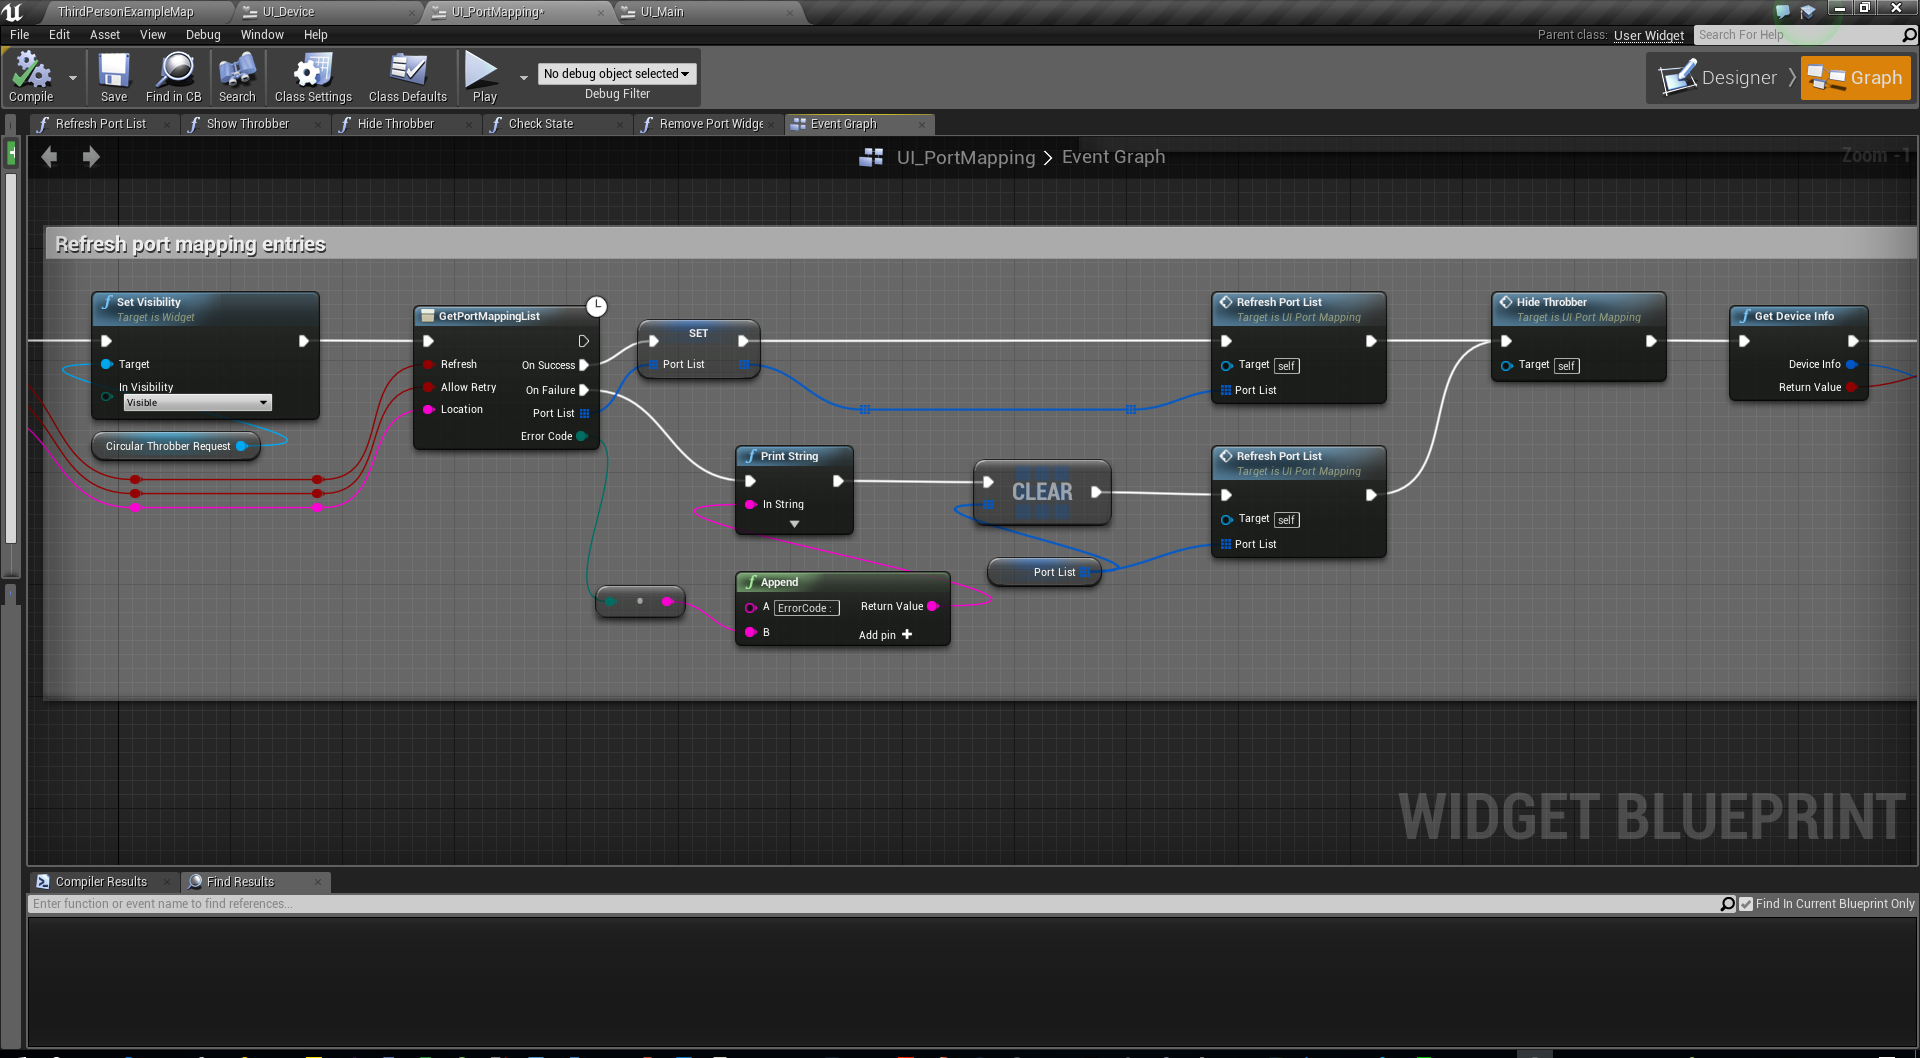 ThirdPersonExampleMap UI_Device UI_PortMapping* UI_Main
File Edit Asset View Debug Window Help Parent class: User Widget Search For Help
No debug object selected
Debug Filter
Compile Save Find in CB Search Class Settings Class Defaults Play Designer Graph
Refresh Port List Show Throbber Hide Throbber Check State Remove Port Widge Event Graph
UI_PortMapping > Event Graph Zoom -1
Refresh port mapping entries
Set Visibility
Target is Widget
Target
In Visibility
Visible
Circular Throbber Request
GetPortMappingList
Refresh On Success
Allow Retry On Failure
Location Port List
Error Code
SET
Port List
Refresh Port List
Target is UI Port Mapping
Target self
Port List
Hide Throbber
Target is UI Port Mapping
Target self
Get Device Info
Device Info
Return Value
Print String
In String
CLEAR
Port List
Refresh Port List
Target is UI Port Mapping
Target self
Port List
Append
A ErrorCode : Return Value
B Add pin
WIDGET BLUEPRINT
Compiler Results Find Results
Enter function or event name to find references... Find In Current Blueprint Only